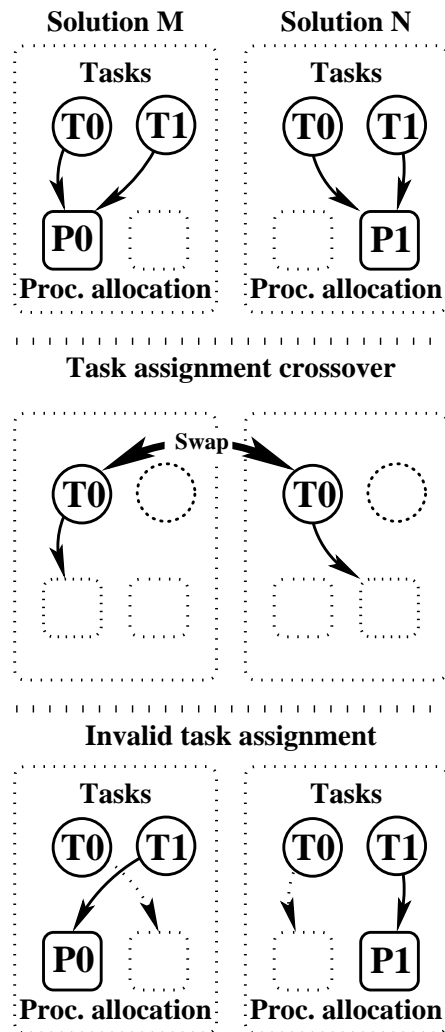 Solution M Solution N
Tasks Tasks
T0 T1 T0 T1
P0 P1
Proc. allocation Proc. allocation
Task assignment crossover
Swap
T0 T0
Invalid task assignment
Tasks Tasks
T0 T1 T0 T1
P0 P1
Proc. allocation Proc. allocation